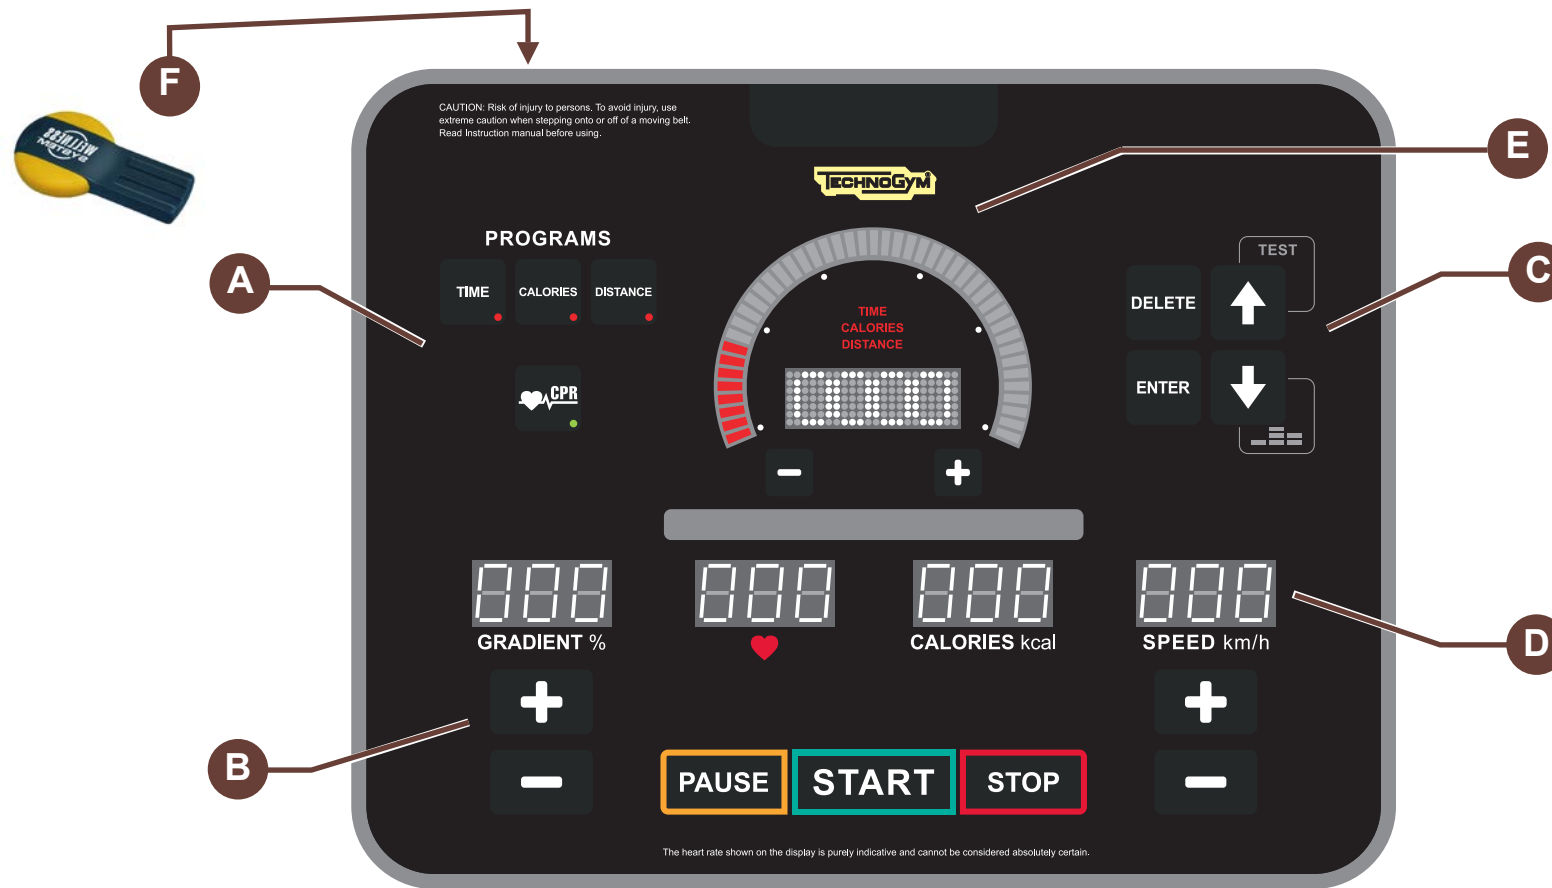 F
CAUTION: Risk of injury to persons. To avoid injury, use
extreme caution when stepping onto or off of a moving belt.
Read Instruction manual before using.
WELLNESS
SYSTEM
TECHNOGYM
E
PROGRAMS
TIME
CALORIES
DISTANCE
A
CPR
TIME
CALORIES
DISTANCE
TEST
DELETE
ENTER
C
GRADIENT %
CALORIES kcal
SPEED km/h
D
B
PAUSE
START
STOP
The heart rate shown on the display is purely indicative and cannot be considered absolutely certain.